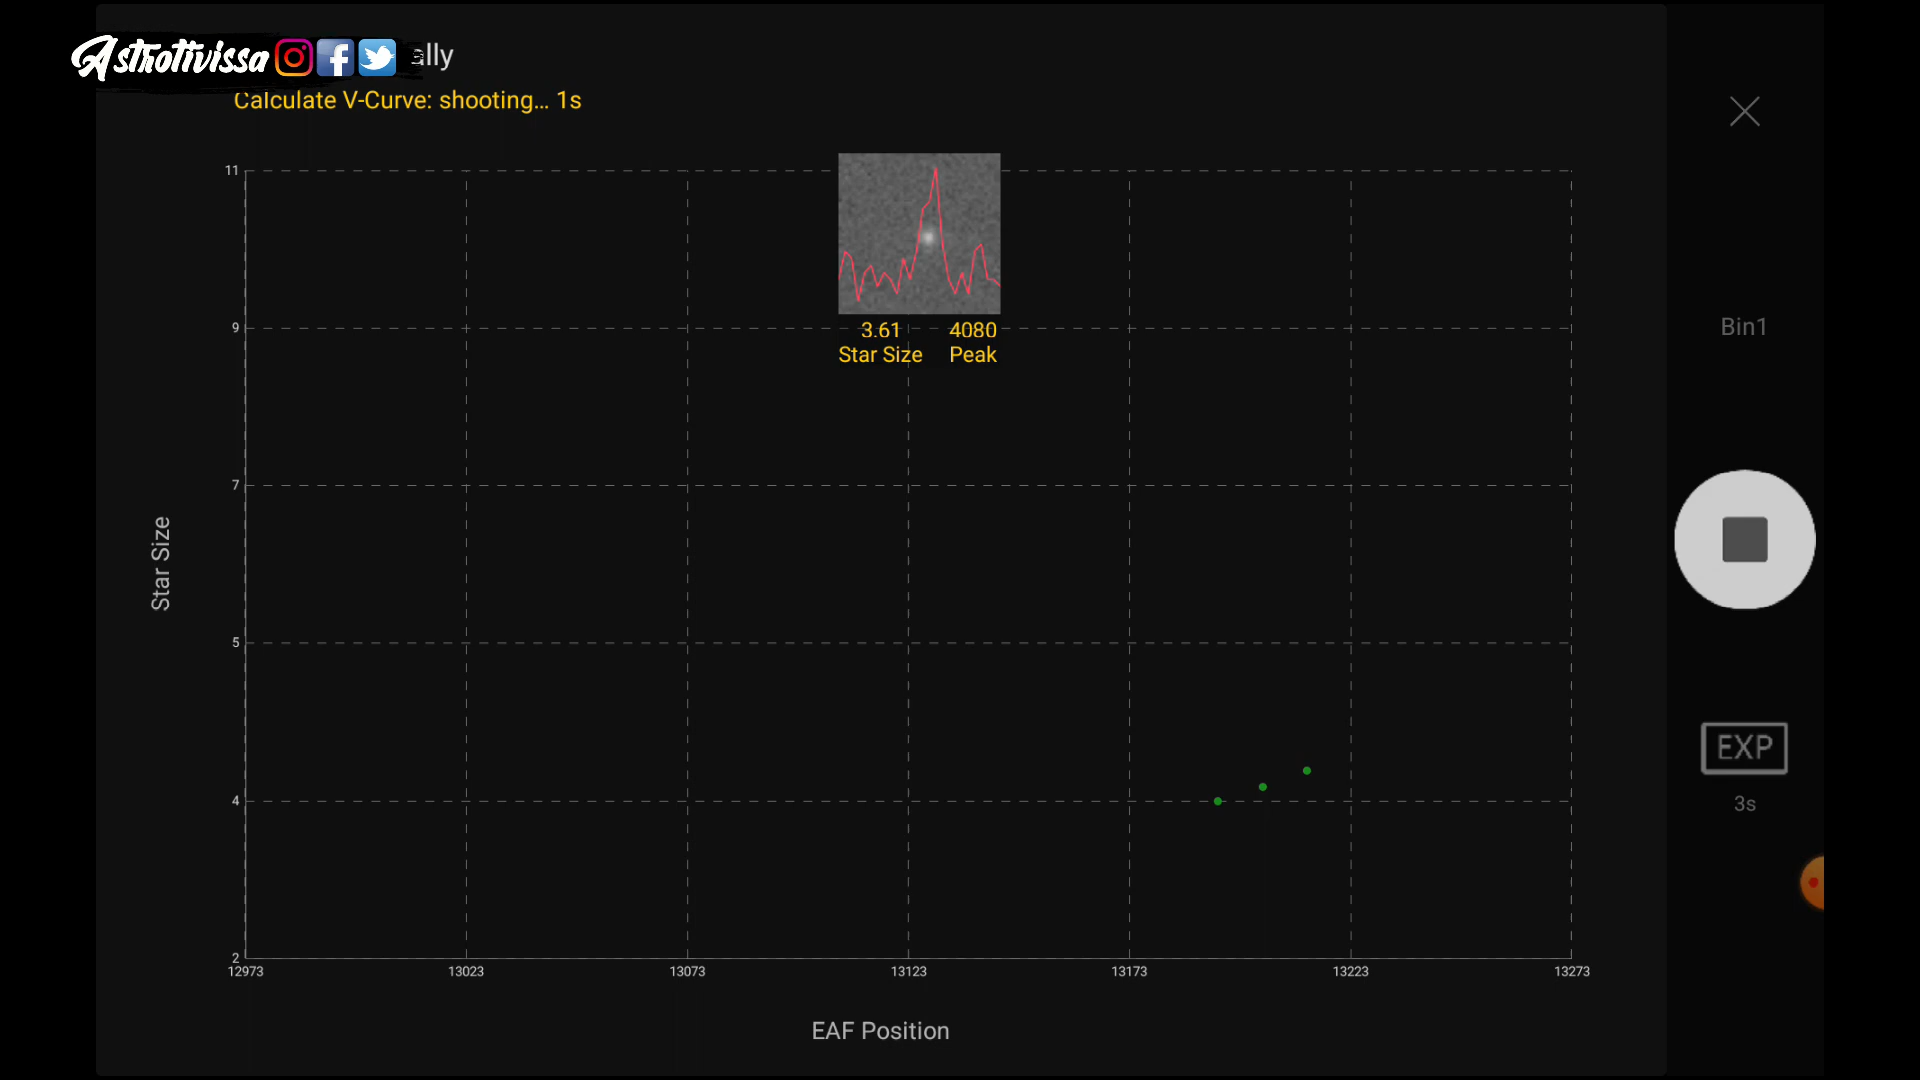 Astrotivissa
ally
Calculate V-Curve: shooting... 1s
11
9
7
5
4
2
3.61 4080
Star Size Peak
Star Size
12973 13023 13073 13123 13173 13223 13273
EAF Position
Bin1
EXP
3s